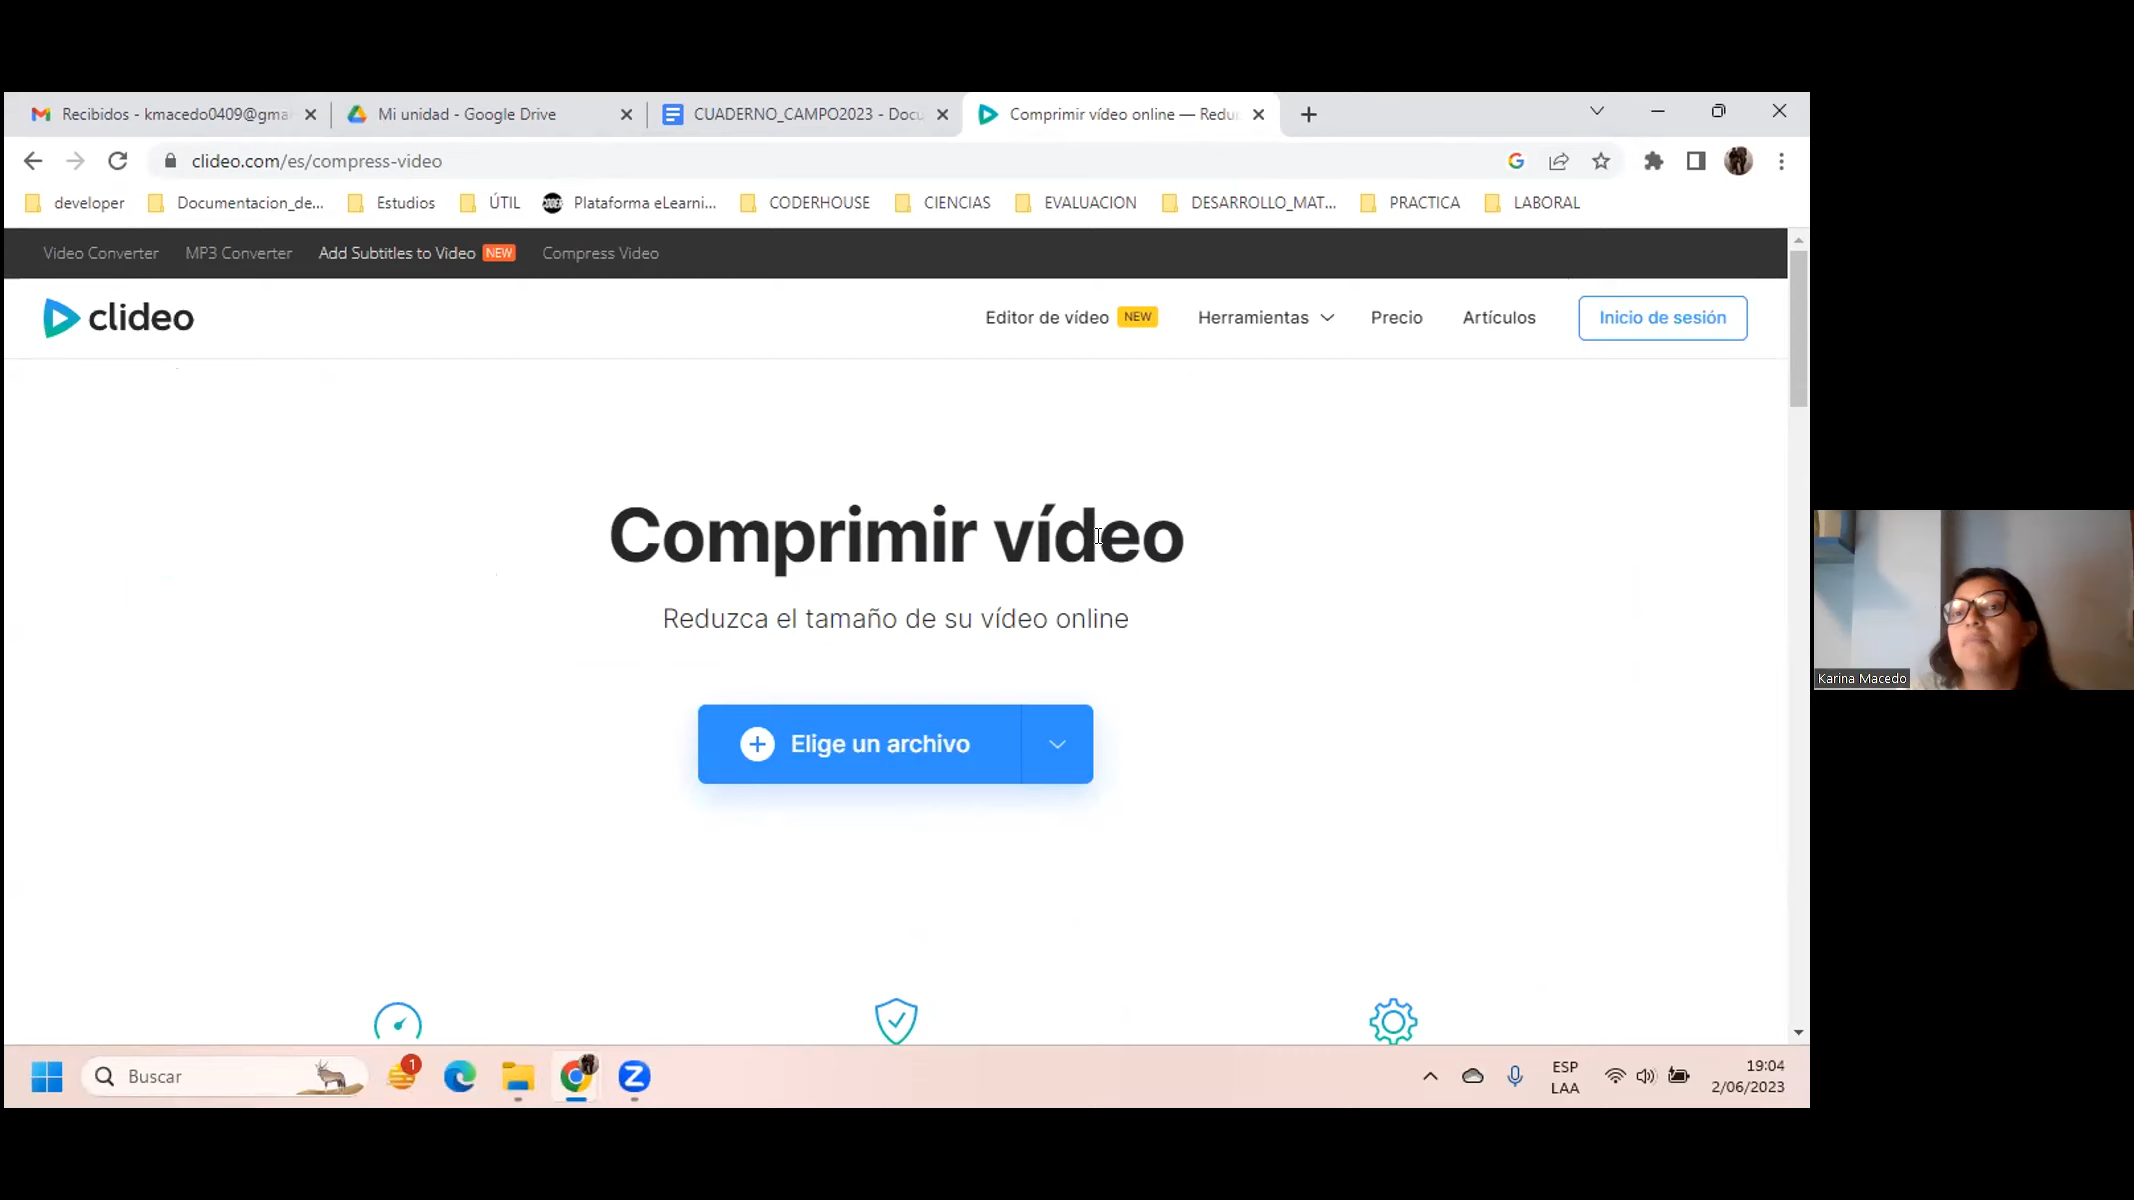 Recibidos - kmacedo0409@gma
Mi unidad - Google Drive
CUADERNO_CAMPO2023 - Docu
Comprimir vídeo online — Redu
clideo.com/es/compress-video
developer
Documentacion_de...
Estudios
ÚTIL
Plataforma eLearni...
CODERHOUSE
CIENCIAS
EVALUACION
DESARROLLO_MAT...
PRACTICA
LABORAL
Video Converter
MP3 Converter
Add Subtitles to Video NEW
Compress Video
clideo
Editor de vídeo NEW
Herramientas
Precio
Artículos
Inicio de sesión
Comprimir vídeo
Reduzca el tamaño de su vídeo online
Elige un archivo
Karina Macedo
Buscar
1
ESP
LAA
19:04
2/06/2023